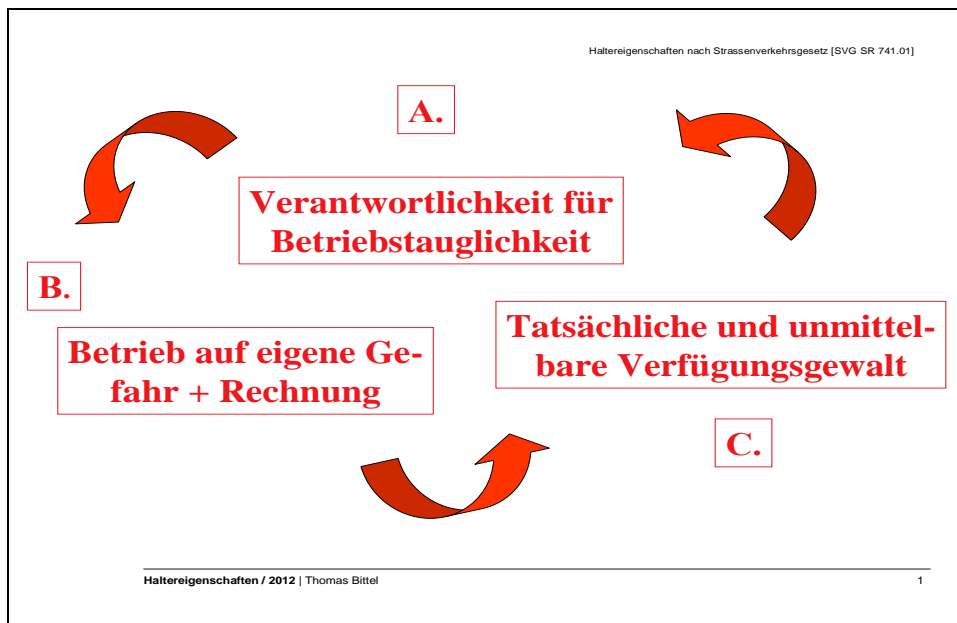 Haltereigenschaften nach Strassenverkehrsgesetz [SVG SR 741.01]
A.
Verantwortlichkeit für
Betriebstauglichkeit
B.
Betrieb auf eigene Ge-
fahr + Rechnung
Tatsächliche und unmittel-
bare Verfügungsgewalt
C.
Haltereigenschaften / 2012 | Thomas Bittel 1